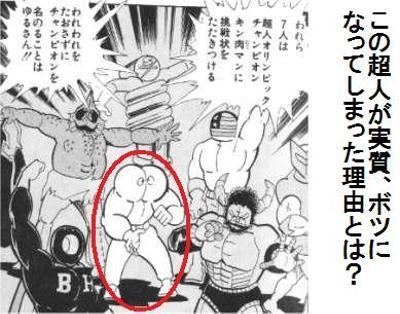 この超人が実質、ボツに
なってしまった理由とは?
われら
7人は
超人オリンピック
チャンピオン
キン肉マンに
挑戦状を
たたきつける
われわれを
たおさずに
チャンピオンを
名のることは
ゆるさん!!
B H